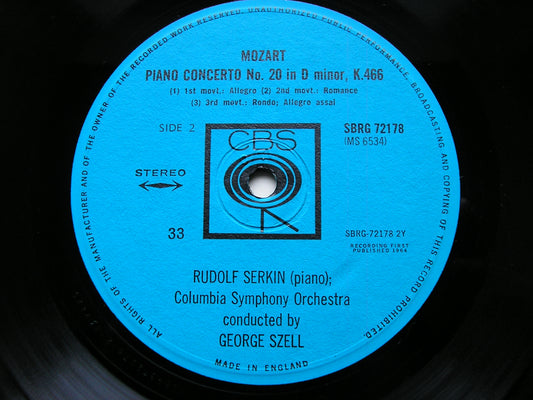 ALL RIGHTS OF THE MANUFACTURER AND OF THE OWNER OF THE RECORDED WORK RESERVED. UNAUTHORIZED PUBLIC PERFORMANCE, BROADCASTING AND COPYING OF THIS RECORD PROHIBITED.
MOZART
PIANO CONCERTO No. 20 in D minor, K.466
(1) 1st movt.: Allegro (2) 2nd movt.: Romance
(3) 3rd movt.: Rondo; Allegro assai
SIDE 2
CBS
SBRG 72178
(MS 6534)
STEREO
33
SBRG-72178 2Y
RECORDING FIRST
PUBLISHED 1964
RUDOLF SERKIN (piano);
Columbia Symphony Orchestra
conducted by
GEORGE SZELL
MADE IN ENGLAND